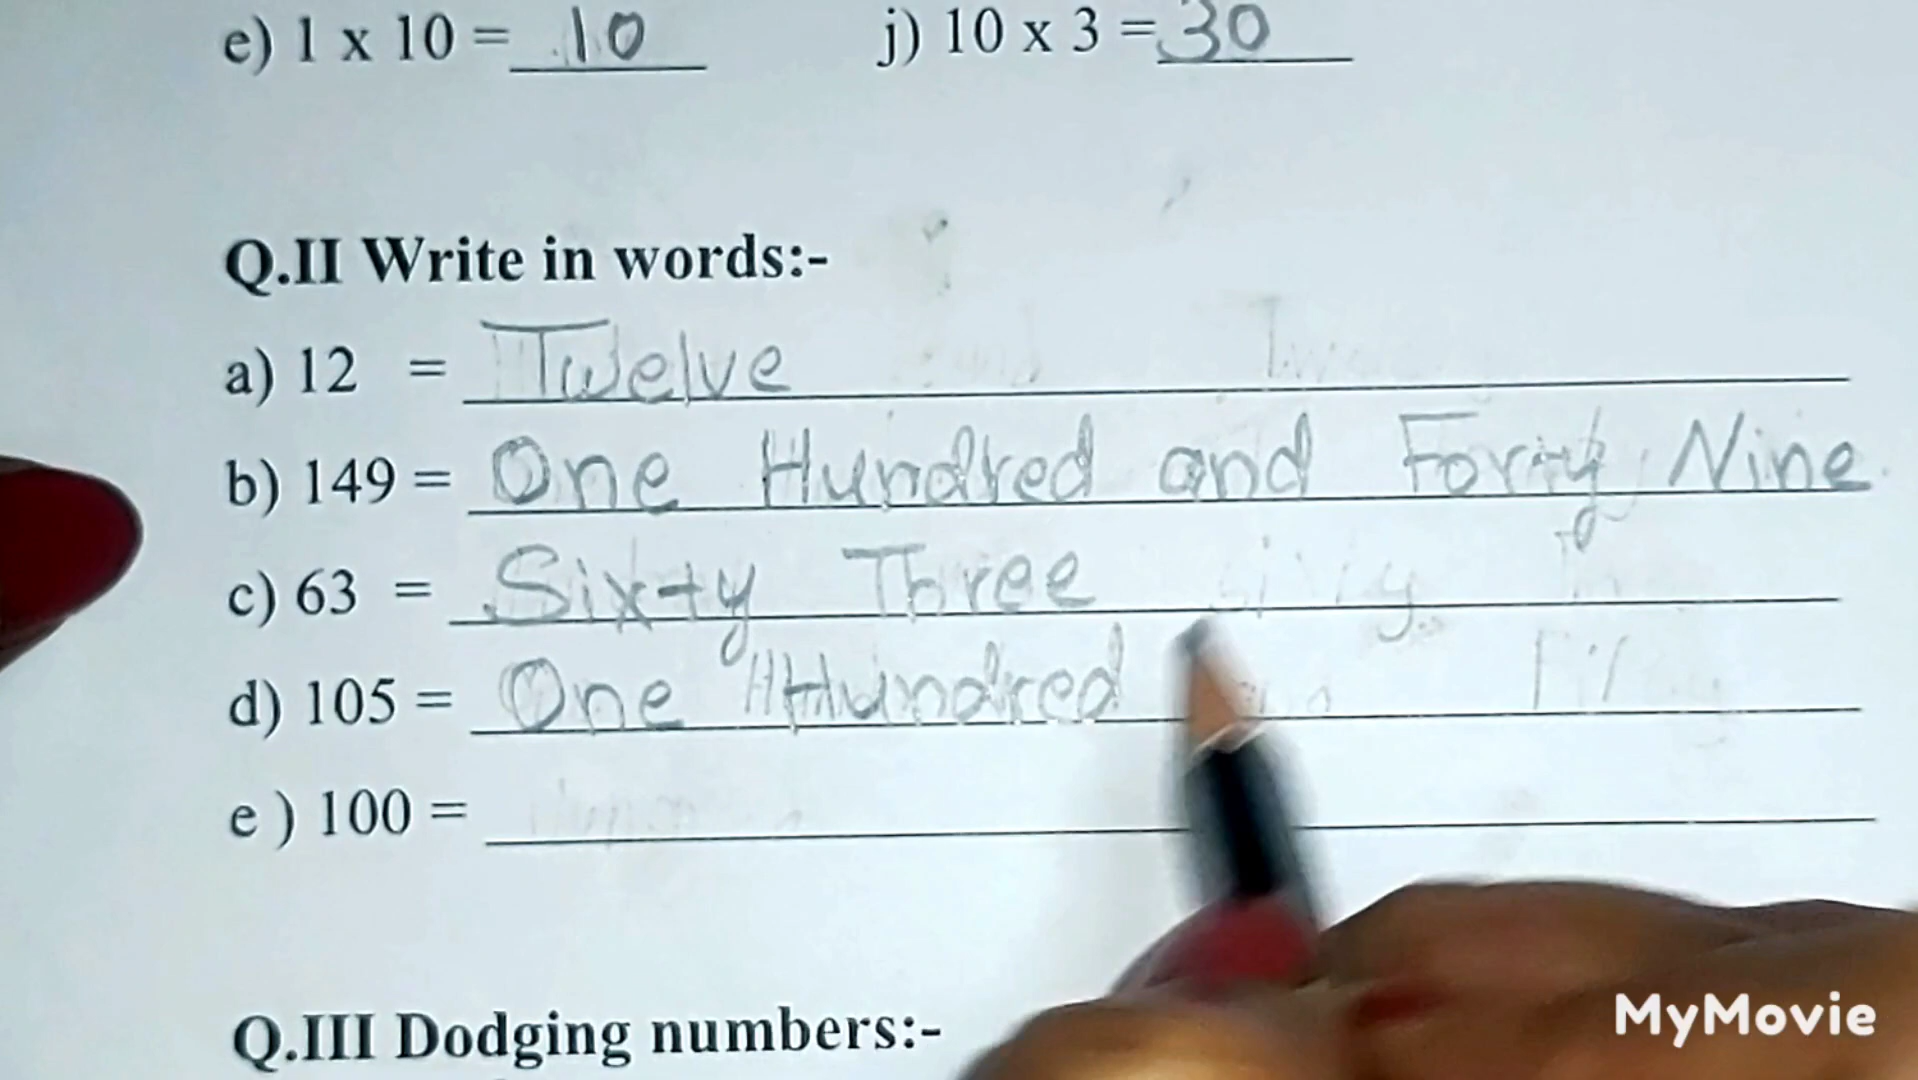 e) 1 x 10 = 10 j) 10 x 3 = 30
Q.II Write in words:-
a) 12 = Twelve
b) 149 = One Hundred and Forty Nine
c) 63 = Sixty Three
d) 105 = One Hundred
e ) 100 =
Q.III Dodging numbers:-
MyMovie